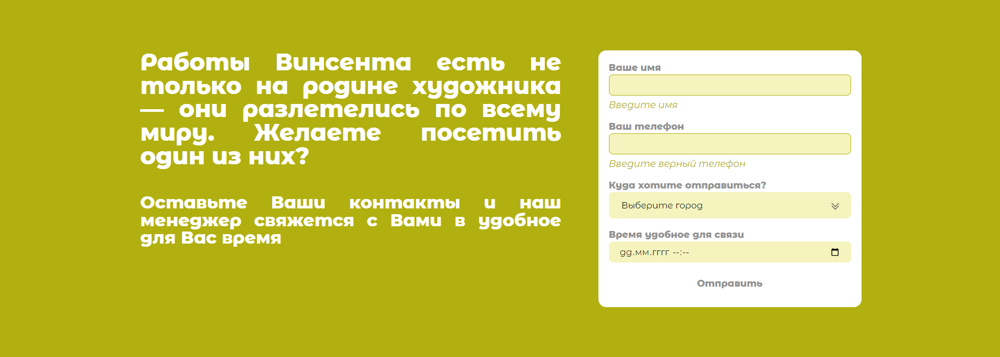 Работы Винсента есть не
только на родине художника
— они разлетелись по всему
миру. Желаете посетить
один из них?
Оставьте Ваши контакты и наш
менеджер свяжется с Вами в удобное
для Вас время
Ваше имя
Введите имя
Ваш телефон
Введите верный телефон
Куда хотите отправиться?
Выберите город
Время удобное для связи
дд.мм.гггг --:--
Отправить